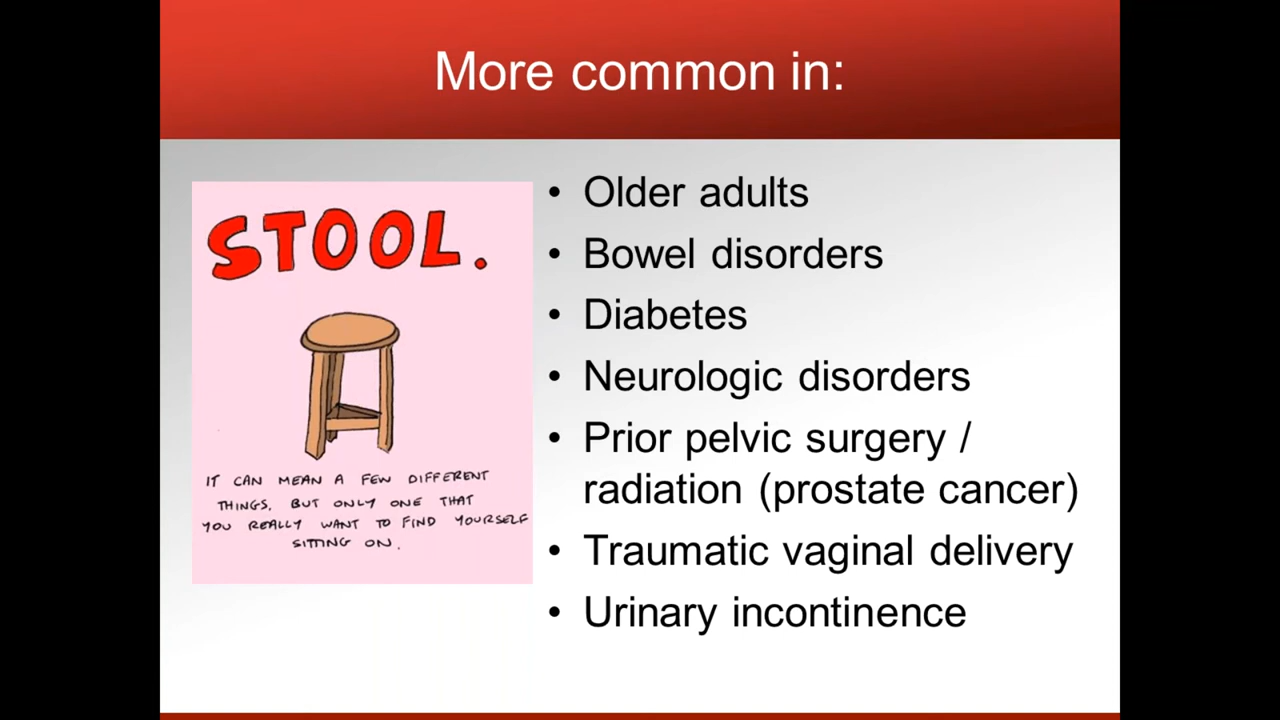 More common in:
STOOL.
IT CAN MEAN A FEW DIFFERENT
THINGS, BUT ONLY ONE THAT
YOU REALLY WANT TO FIND YOURSELF
SITTING ON.
• Older adults
• Bowel disorders
• Diabetes
• Neurologic disorders
• Prior pelvic surgery /
radiation (prostate cancer)
• Traumatic vaginal delivery
• Urinary incontinence